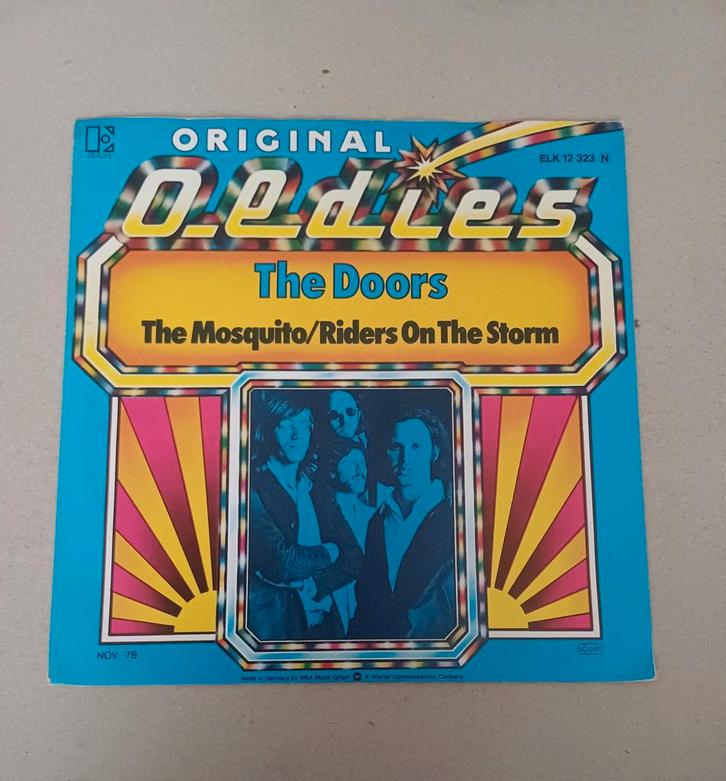 ORIGINAL
ELK 12 323 N
Oldies
The Doors
The Mosquito/Riders On The Storm
NOV. 78
Made in Germany by WEA Musik GmbH A Warner Communications Company